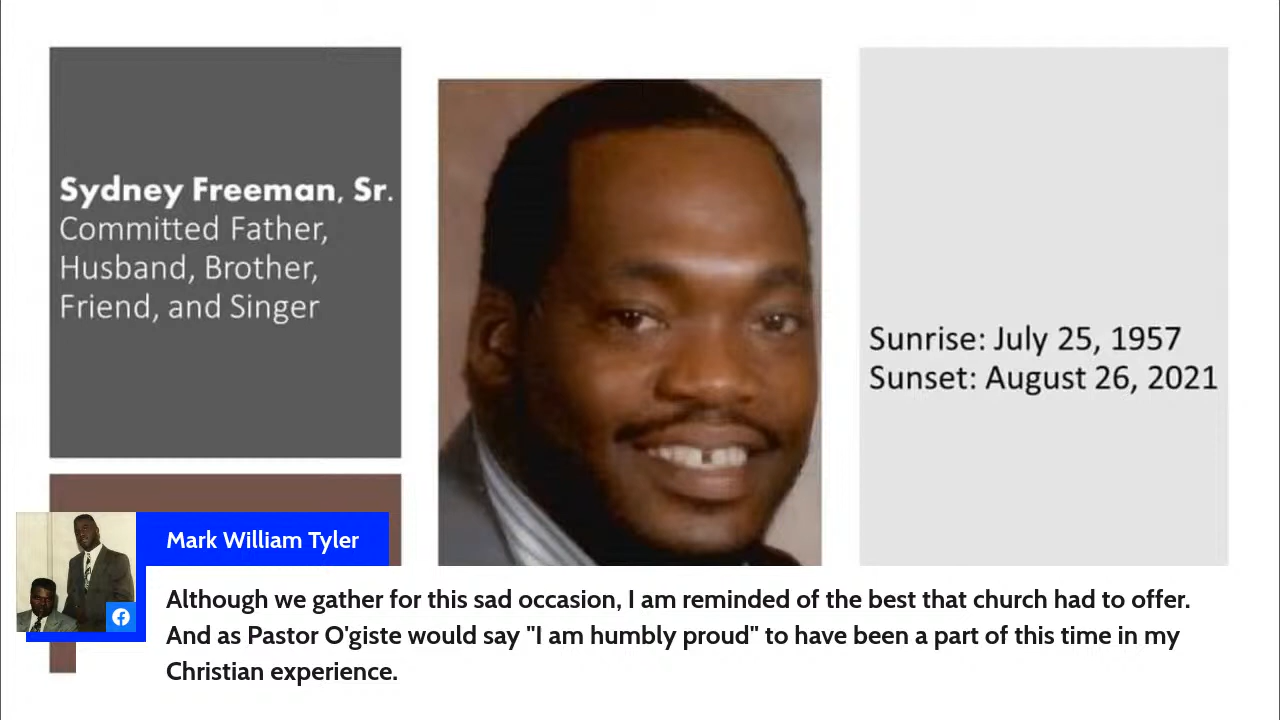 Sydney Freeman, Sr.
Committed Father,
Husband, Brother,
Friend, and Singer
Sunrise: July 25, 1957
Sunset: August 26, 2021
Mark William Tyler
Although we gather for this sad occasion, I am reminded of the best that church had to offer.
And as Pastor O'giste would say "I am humbly proud" to have been a part of this time in my
Christian experience.